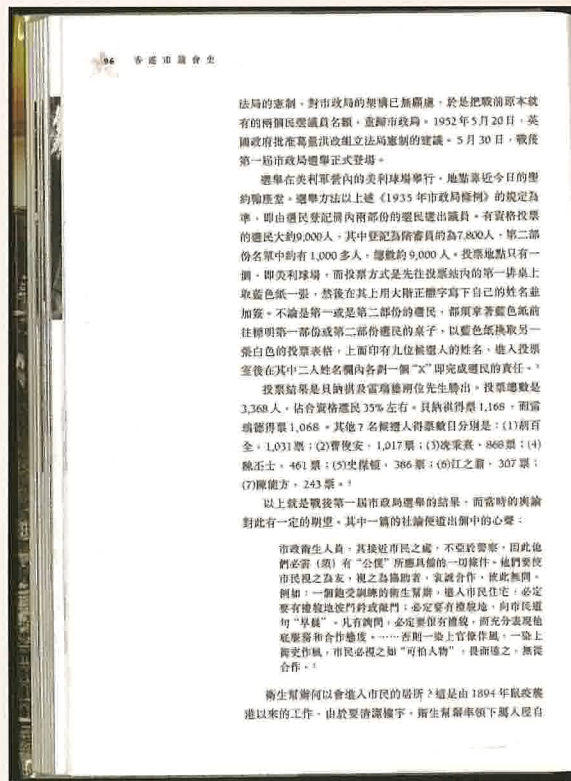 96 香港市議會史
法局的憲制，對市政局的架構已無顧慮，於是把戰前原本就
有的兩個民選議員名額，重歸市政局。1952年5月20日，英
國政府批准葛量洪改組立法局憲制的建議。5月30日，戰後
第一屆市政局選舉正式登場。
選舉在美利軍營內的美利球場舉行，地點靠近今日的聖
約翰座堂。選舉方法以上述《1935年市政局條例》的規定為
準，即由選民登記冊內兩部份的選民選出議員。有資格投票
的選民大約9,000人，其中登記為陪審員的為7,800人，第二部
份名單中約有1,000多人，總數約9,000人。投票地點只有一
個，即美利球場，而投票方式是先往投票站內的第一排桌上
取藍色紙一張，然後在其上用大階正體字寫下自己的姓名並
加簽。不論是第一或是第二部份的選民，都須拿著藍色紙前
往標明第一部份或第二部份選民的桌子，以藍色紙換取另一
張白色的投票表格，上面印有九位候選人的姓名，進入投票
室後在其中二人姓名欄內各劃一個“X”即完成選民的責任。³
投票結果是貝納祺及雷瑞德兩位先生勝出。投票總數是
3,368人，佔合資格選民35%左右。貝納祺得票1,168，而雷
瑞德得票1,068。其他7名候選人得票數目分別是：(1)胡百
全，1,031票；(2)曹俊安，1,017票；(3)冼秉熹，868票；(4)
陳丕士，461票；(5)史葆頓，386票；(6)江之
，307票；
(7)陳能方，243票。⁴
以上就是戰後第一屆市政局選舉的結果，而當時的輿論
對此有一定的期望。其中一篇的社論便道出個中的心聲：
市政衛生人員，其接近市民之處，不亞於警察，因此他
們必需（須）有“公僕”所應具備的一切條件。他們要使
市民視之為友，視之為協助者，衷誠合作，彼此無間。
例如：一個飽受訓練的衛生幫辦，進入市民住宅，必定
要有禮貌地按門鈴或敲門；必定要有禮貌地，向市民道
句“早晨”。凡有詢問，必定要很有禮貌，而充分表現他
底服務和合作態度。……否則一染上官僚作風，一染上
衙吏作風，市民必視之如“可怕人物”，畏而遠之，無從
合作。⁵
衛生幫辦何以會進入市民的居所？這是由1894年鼠疫襲
港以來的工作。由於要清潔樓宇，衛生幫辦率領下屬入屋自